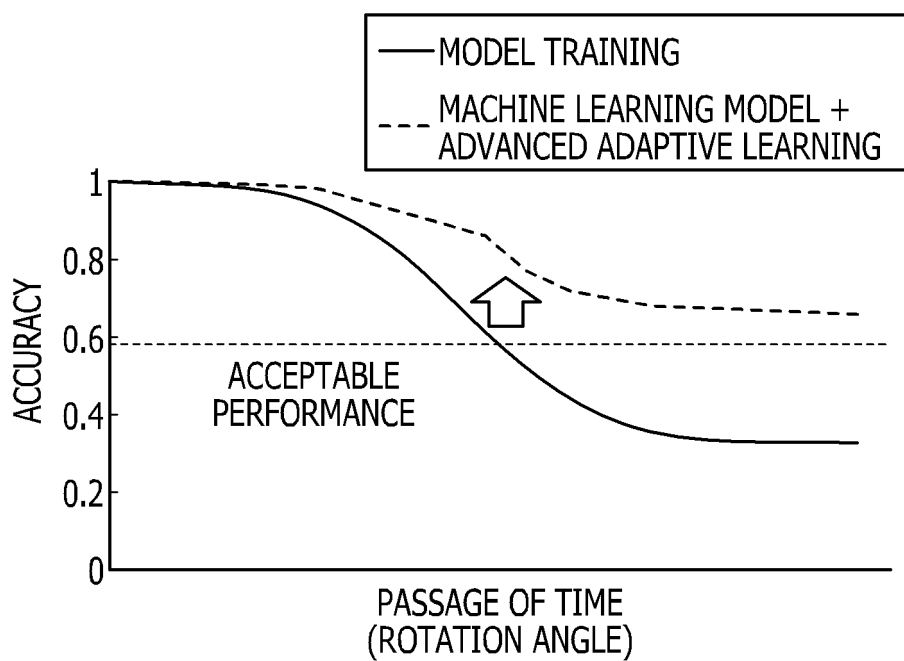 MODEL TRAINING
MACHINE LEARNING MODEL +
ADVANCED ADAPTIVE LEARNING
1
0.8
0.6
0.4
0.2
0
ACCURACY
ACCEPTABLE
PERFORMANCE
PASSAGE OF TIME
(ROTATION ANGLE)